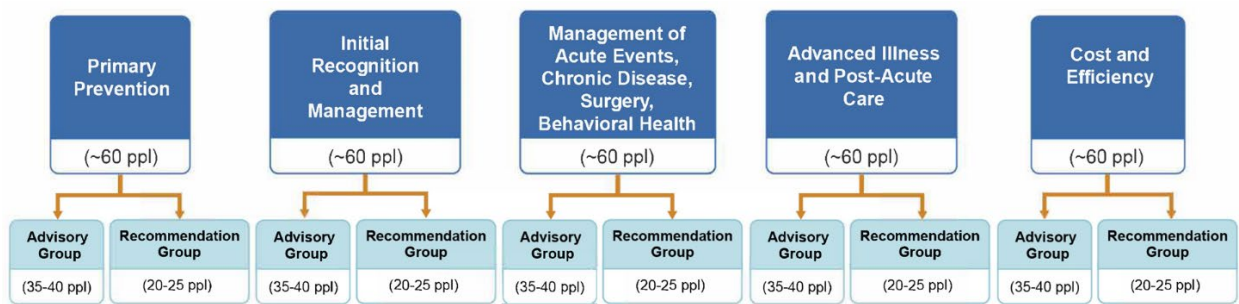 Primary
Prevention
(~60 ppl)
Initial
Recognition
and
Management
(~60 ppl)
Management of
Acute Events,
Chronic Disease,
Surgery,
Behavioral Health
(~60 ppl)
Advanced Illness
and Post-Acute
Care
(~60 ppl)
Cost and
Efficiency
(~60 ppl)
Advisory
Group
(35-40 ppl)
Recommendation
Group
(20-25 ppl)
Advisory
Group
(35-40 ppl)
Recommendation
Group
(20-25 ppl)
Advisory
Group
(35-40 ppl)
Recommendation
Group
(20-25 ppl)
Advisory
Group
(35-40 ppl)
Recommendation
Group
(20-25 ppl)
Advisory
Group
(35-40 ppl)
Recommendation
Group
(20-25 ppl)